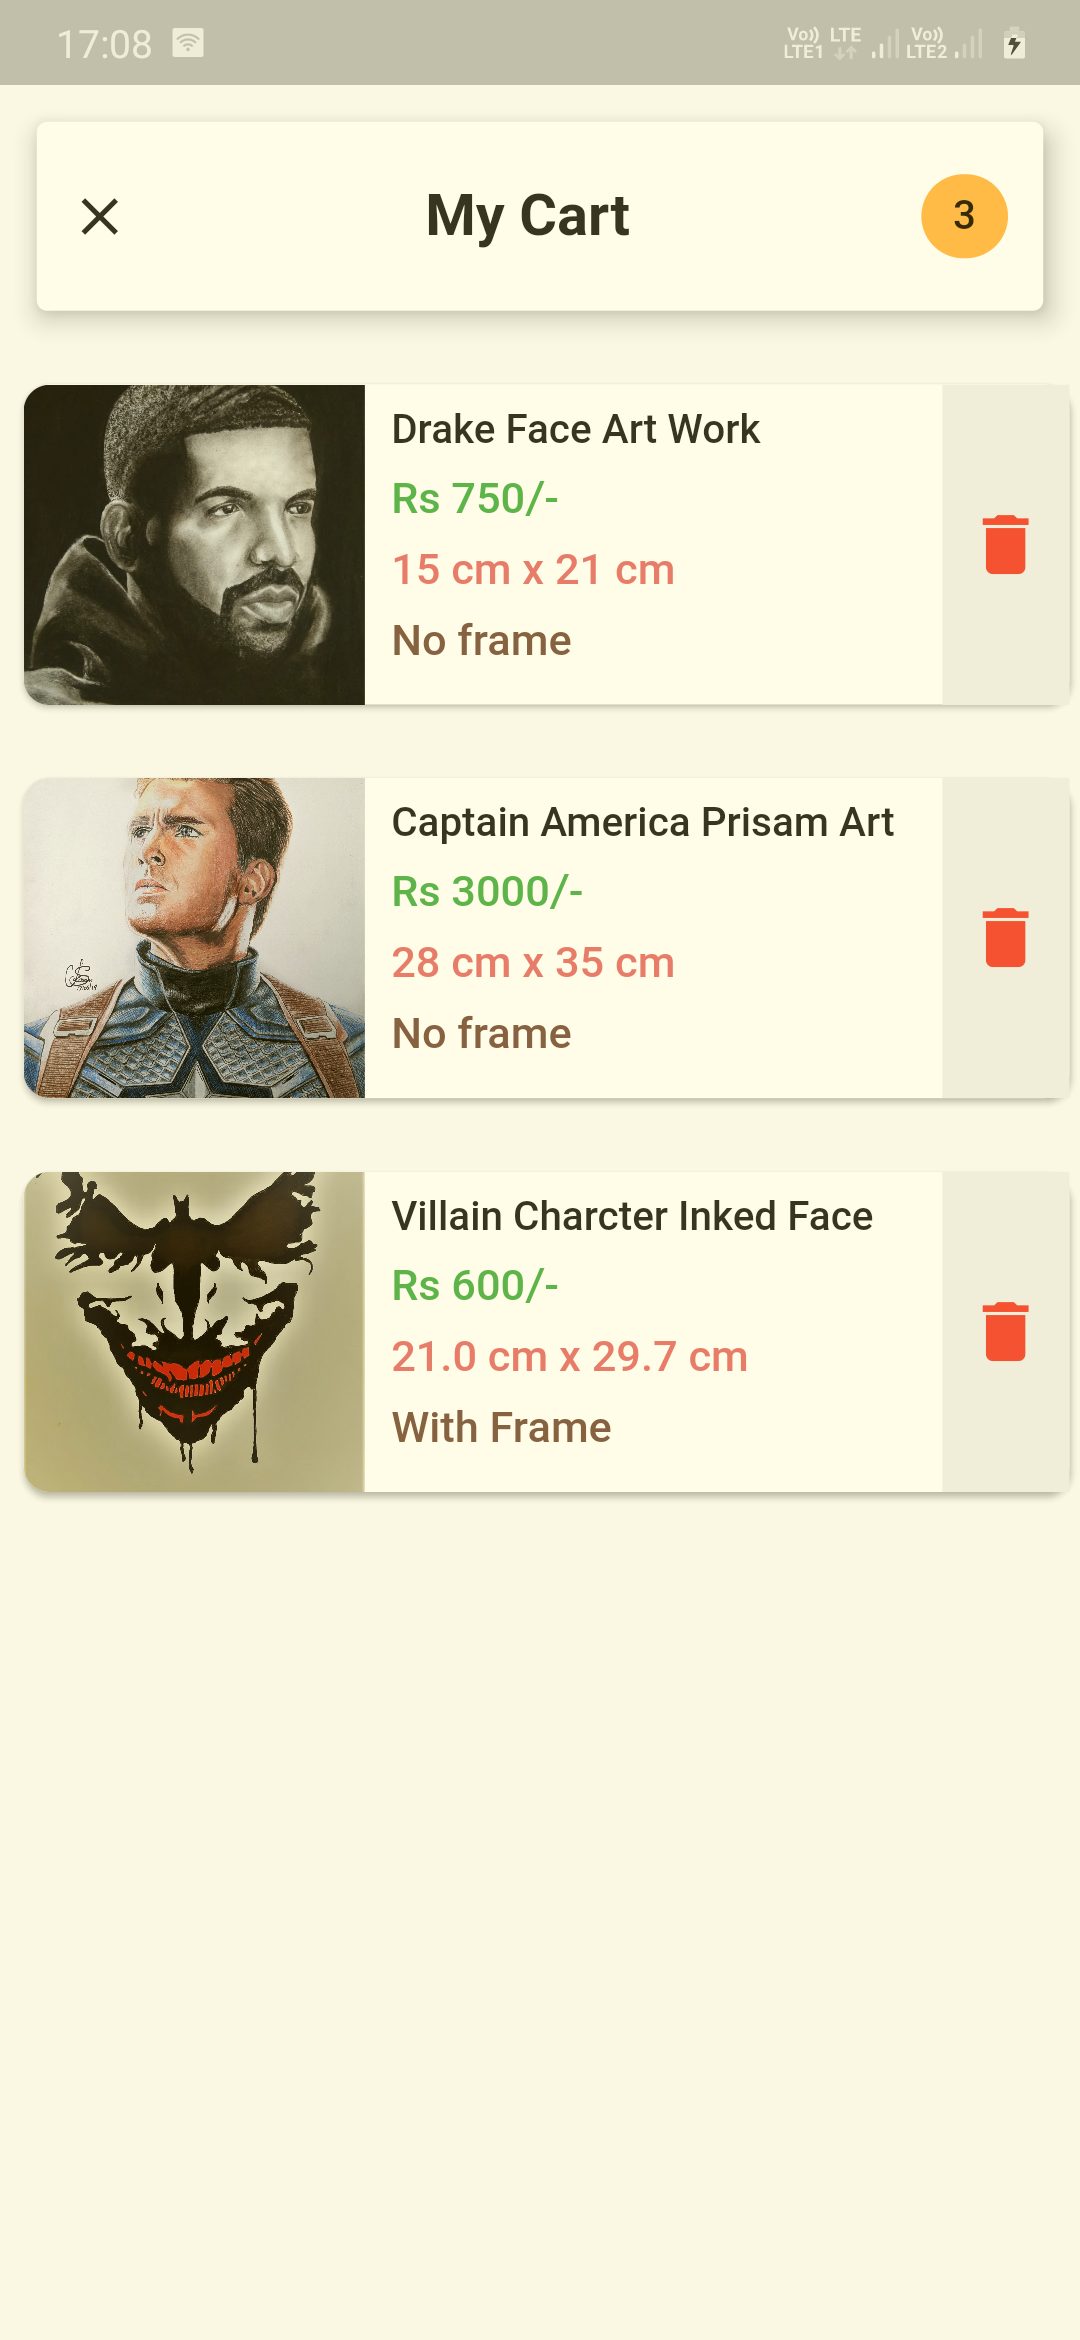 17:08
Vo)) LTE
LTE1
Vo))
LTE2
My Cart
3
Drake Face Art Work
Rs 750/-
15 cm x 21 cm
No frame
Captain America Prisam Art
Rs 3000/-
28 cm x 35 cm
No frame
Villain Charcter Inked Face
Rs 600/-
21.0 cm x 29.7 cm
With Frame